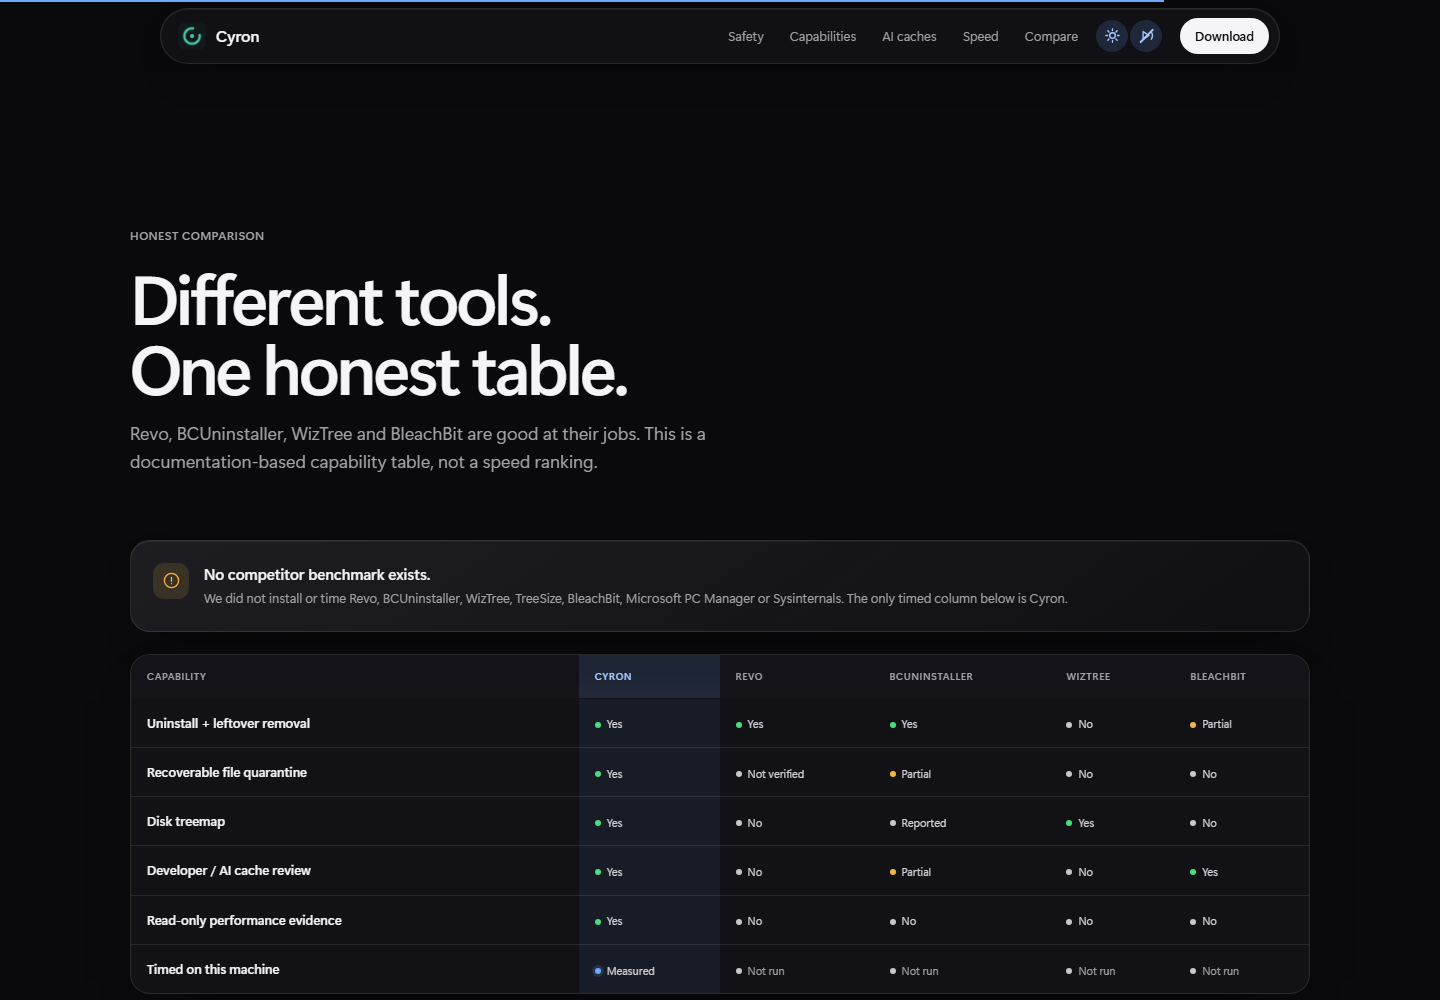 Cyron
Safety Capabilities AI caches Speed Compare Download
HONEST COMPARISON
Different tools.
One honest table.
Revo, BCUninstaller, WizTree and BleachBit are good at their jobs. This is a
documentation-based capability table, not a speed ranking.
No competitor benchmark exists.
We did not install or time Revo, BCUninstaller, WizTree, TreeSize, BleachBit, Microsoft PC Manager or Sysinternals. The only timed column below is Cyron.
CAPABILITY CYRON REVO BCUNINSTALLER WIZTREE BLEACHBIT
Uninstall + leftover removal Yes Yes Yes No Partial
Recoverable file quarantine Yes Not verified Partial No No
Disk treemap Yes No Reported Yes No
Developer / AI cache review Yes No Partial No Yes
Read-only performance evidence Yes No No No No
Timed on this machine Measured Not run Not run Not run Not run